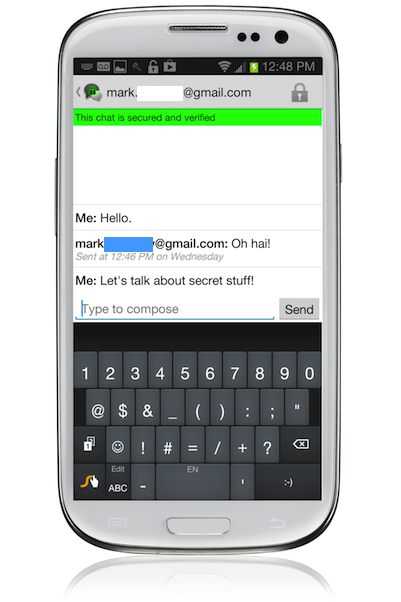 12:48 PM
mark. @gmail.com
This chat is secured and verified
Me: Hello.
mark y@gmail.com: Oh hai!
Sent at 12:46 PM on Wednesday
Me: Let's talk about secret stuff!
Type to compose
Send
1 2 3 4 5 6 7 8 9 0
@ $ & _ ( ) : ; "
! # = / + ?
Edit EN
ABC - ' :-)